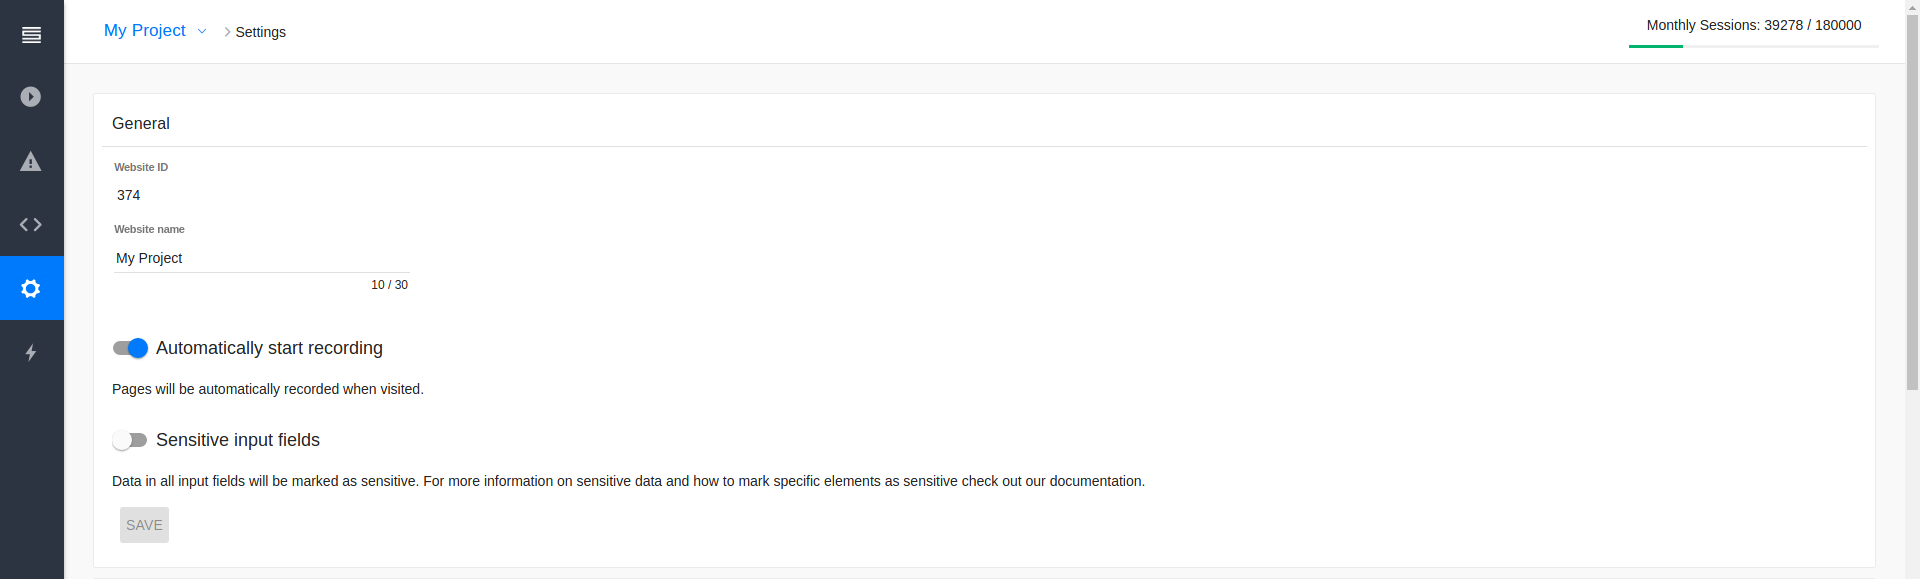 My Project Settings
Monthly Sessions: 39278 / 180000
General
Website ID
374
Website name
My Project
10 / 30
Automatically start recording
Pages will be automatically recorded when visited.
Sensitive input fields
Data in all input fields will be marked as sensitive. For more information on sensitive data and how to mark specific elements as sensitive check out our documentation.
SAVE